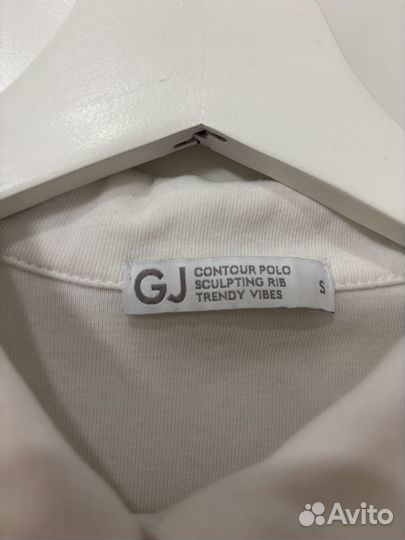 GJ
CONTOUR POLO
SCULPTING RIB
TRENDY VIBES
S
Avito